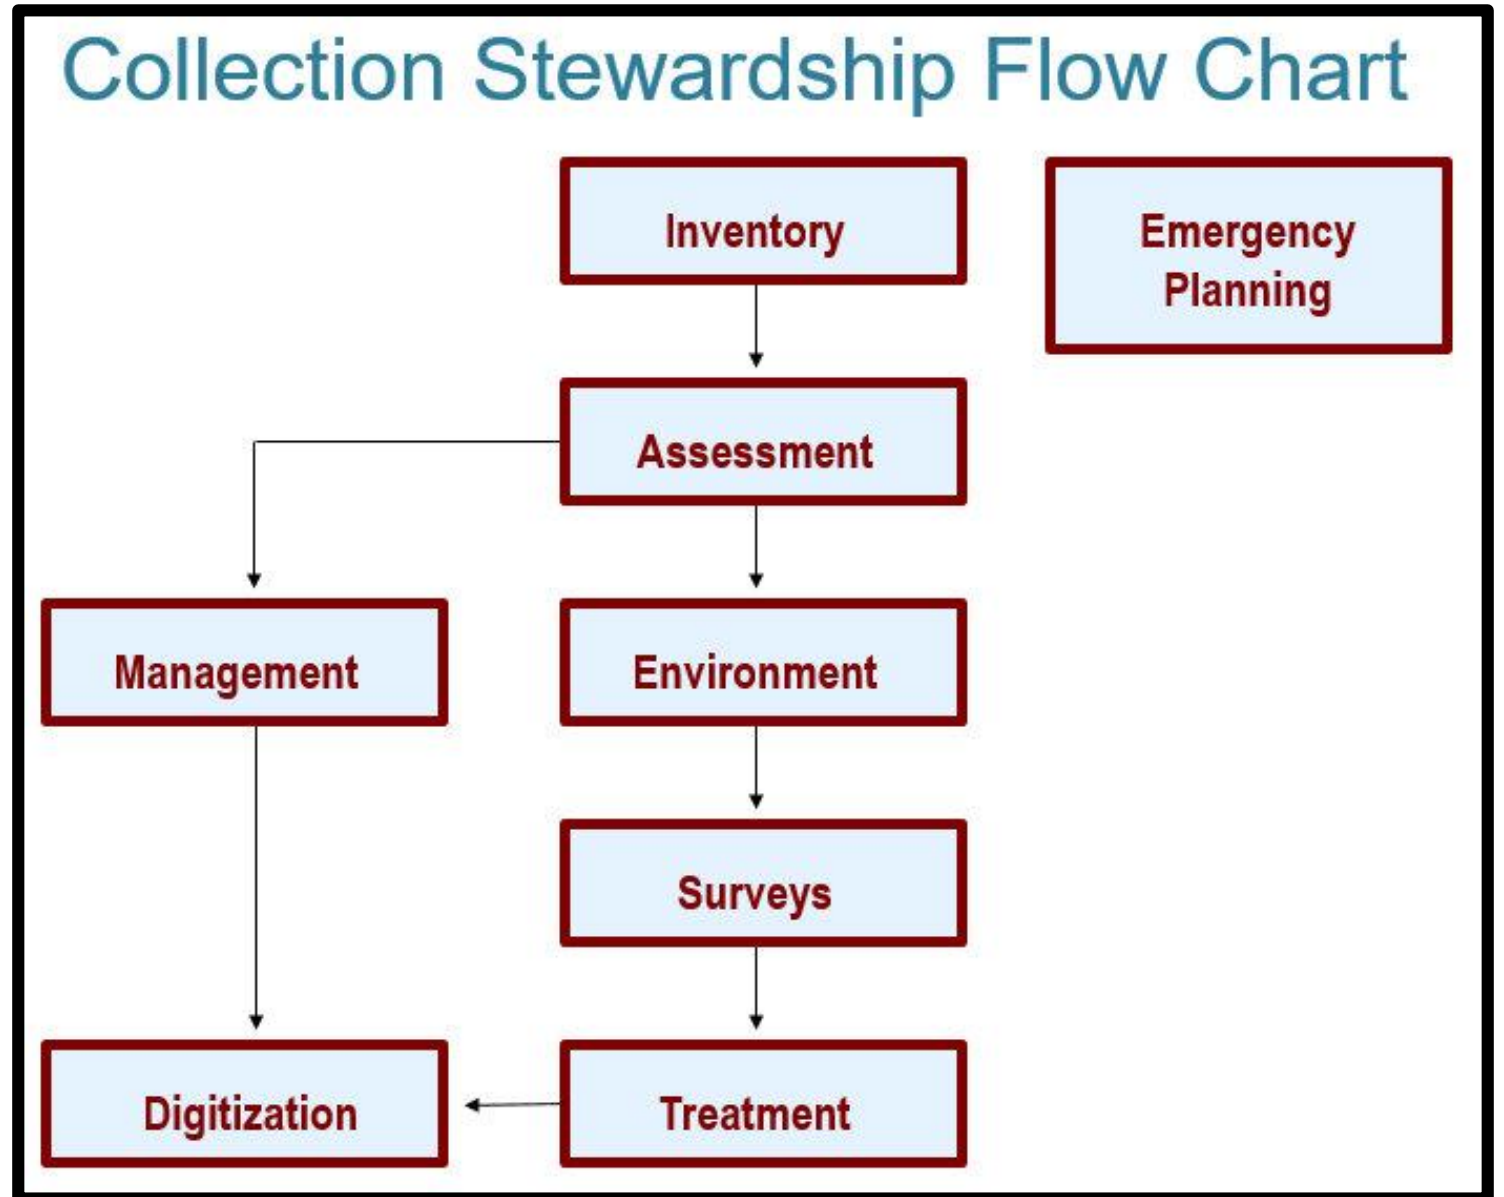 Collection Stewardship Flow Chart
Inventory
Emergency
Planning
Assessment
Management
Environment
Surveys
Digitization
Treatment